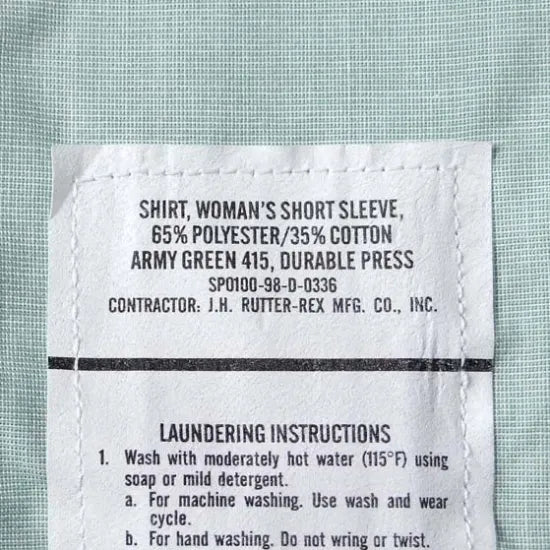 SHIRT, WOMAN'S SHORT SLEEVE,
65% POLYESTER/35% COTTON
ARMY GREEN 415, DURABLE PRESS
SPO100-98-D-0336
CONTRACTOR: J.H. RUTTER-REX MFG. CO., INC.
LAUNDERING INSTRUCTIONS
1. Wash with moderately hot water (115°F) using
soap or mild detergent.
a. For machine washing. Use wash and wear
cycle.
b. For hand washing. Do not wring or twist.